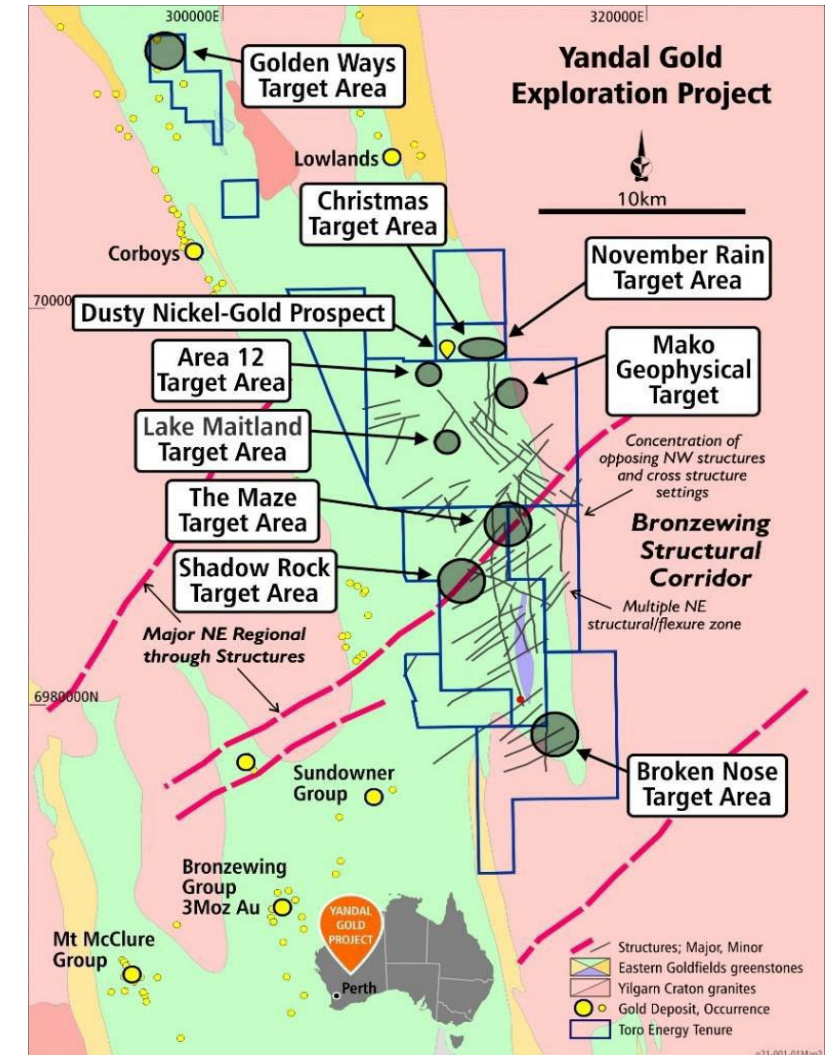 300000E
320000E
Yandal Gold
Exploration Project
Golden Ways
Target Area
Lowlands
10km
Christmas
Target Area
November Rain
Target Area
Corboys
70000
Dusty Nickel-Gold Prospect
Area 12
Target Area
Mako
Geophysical
Target
Lake Maitland
Target Area
Concentration of
opposing NW structures
and cross structure
settings
The Maze
Target Area
Bronzewing
Structural
Corridor
Shadow Rock
Target Area
Multiple NE
structural/flexure zone
Major NE Regional
through Structures
6980000N
Sundowner
Group
Broken Nose
Target Area
Bronzewing
Group
3Moz Au
YANDAL
GOLD
PROJECT
Mt McClure
Group
Perth
Structures; Major, Minor
Eastern Goldfields greenstones
Yilgarn Craton granites
Gold Deposit, Occurrence
Toro Energy Tenure